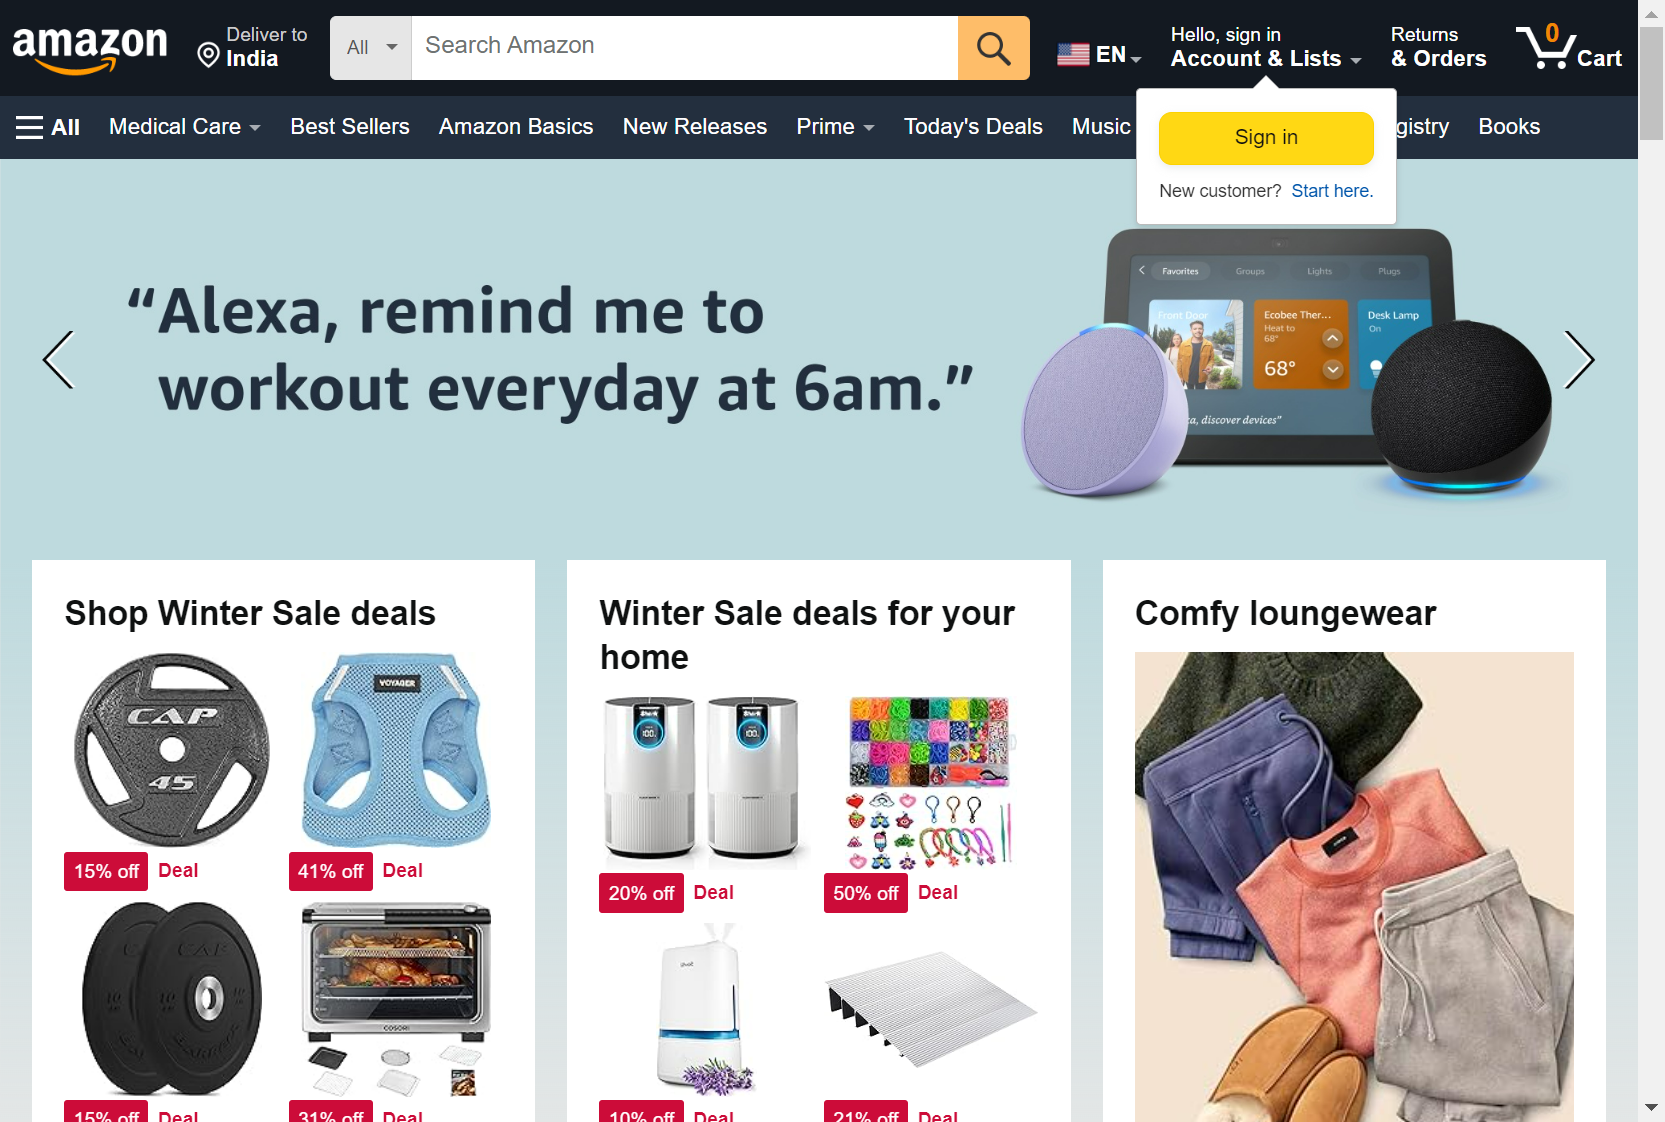 amazon
Deliver to
India
All
Search Amazon
EN
Hello, sign in
Account & Lists
Returns
& Orders
0
Cart
All
Medical Care
Best Sellers
Amazon Basics
New Releases
Prime
Today's Deals
Music
gistry
Books
Sign in
New customer? Start here.
“Alexa, remind me to
workout everyday at 6am.”
Favorites
Groups
Lights
Plugs
Front Door
Ecobee Ther...
Heat to
68°
68°
Desk Lamp
On
a, discover devices”
Shop Winter Sale deals
CAP
45
VOYAGER
15% off Deal
41% off Deal
CAP
10
COSORI
15% off Deal
31% off Deal
Winter Sale deals for your
home
Shark
100
Shark
100
20% off Deal
50% off Deal
levoit
10% off Deal
21% off Deal
Comfy loungewear